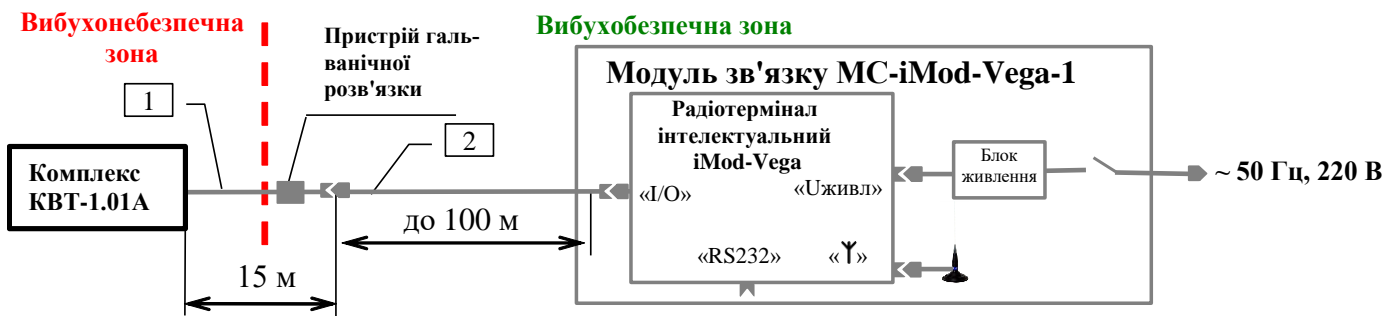 Вибухонебезпечна
зона
Пристрій галь-
ванічної
розв'язки
Вибухобезпечна зона
Модуль зв'язку МС-iMod-Vega-1
Радіотермінал
інтелектуальний
iMod-Vega
1
2
Комплекс
КВТ-1.01А
«I/O»
«Uживл»
Блок
живлення
~ 50 Гц, 220 В
до 100 м
«RS232»
« »
15 м